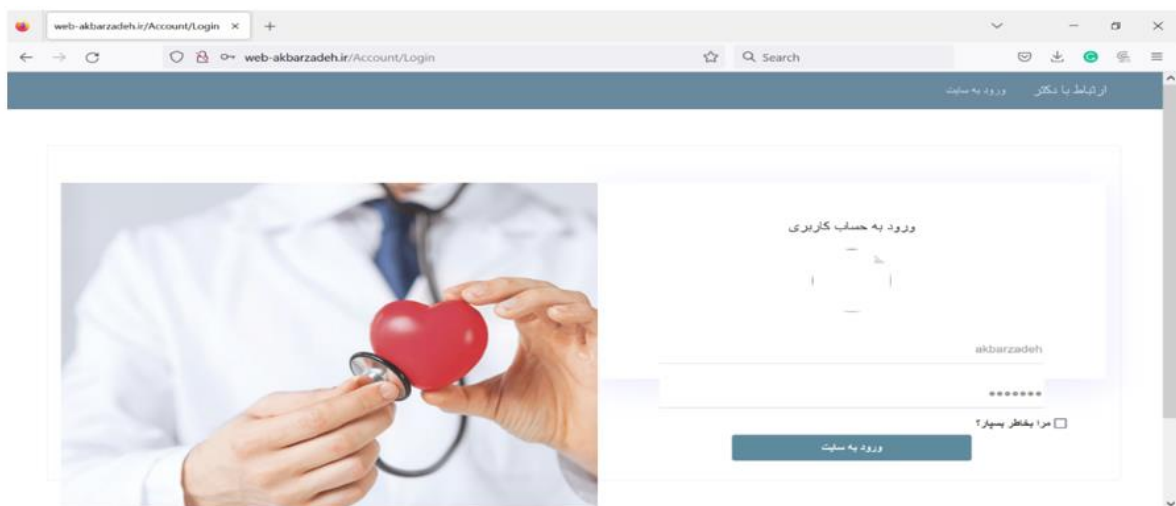 web-akbarzadeh.ir/Account/Login
web-akbarzadeh.ir/Account/Login
Search
ارتباط با دکتر ورود به سایت
ورود به حساب کاربری
akbarzadeh
•••••••
مرا بخاطر بسپار؟
ورود به سایت